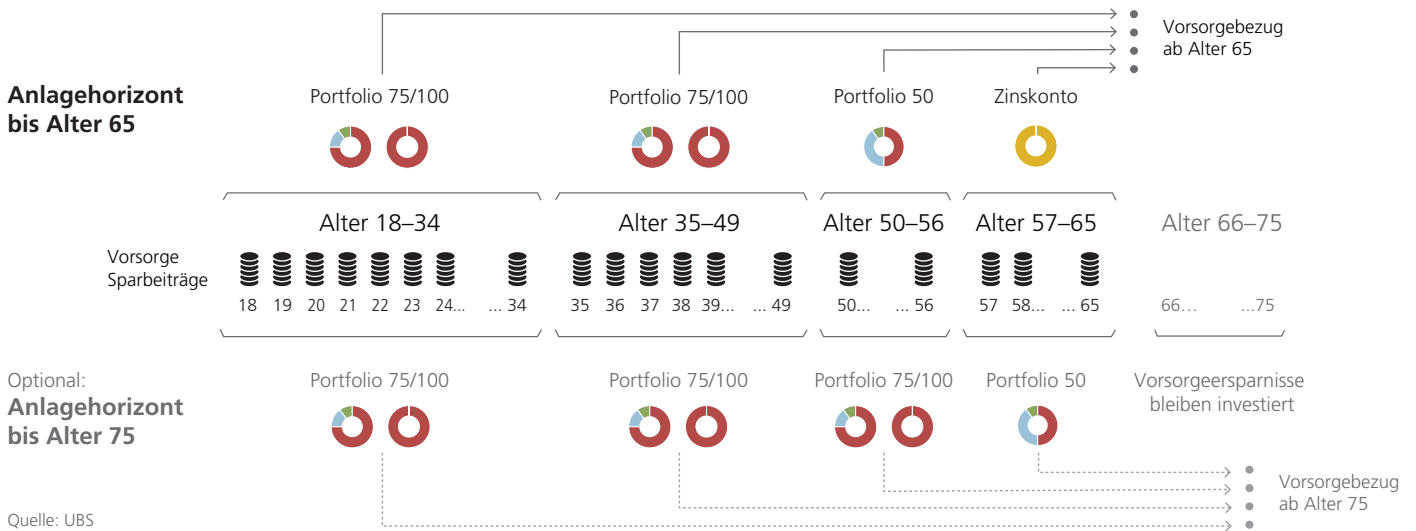 Vorsorgebezug
ab Alter 65
Anlagehorizont
bis Alter 65
Portfolio 75/100
Portfolio 75/100
Portfolio 50
Zinskonto
Alter 18–34
Alter 35–49
Alter 50–56
Alter 57–65
Alter 66–75
Vorsorge
Sparbeiträge
18 19 20 21 22 23 24... ... 34
35 36 37 38 39... ... 49
50... ... 56
57 58... ... 65
66... ...75
Optional:
Anlagehorizont
bis Alter 75
Portfolio 75/100
Portfolio 75/100
Portfolio 75/100
Portfolio 50
Vorsorgeersparnisse
bleiben investiert
Vorsorgebezug
ab Alter 75
Quelle: UBS